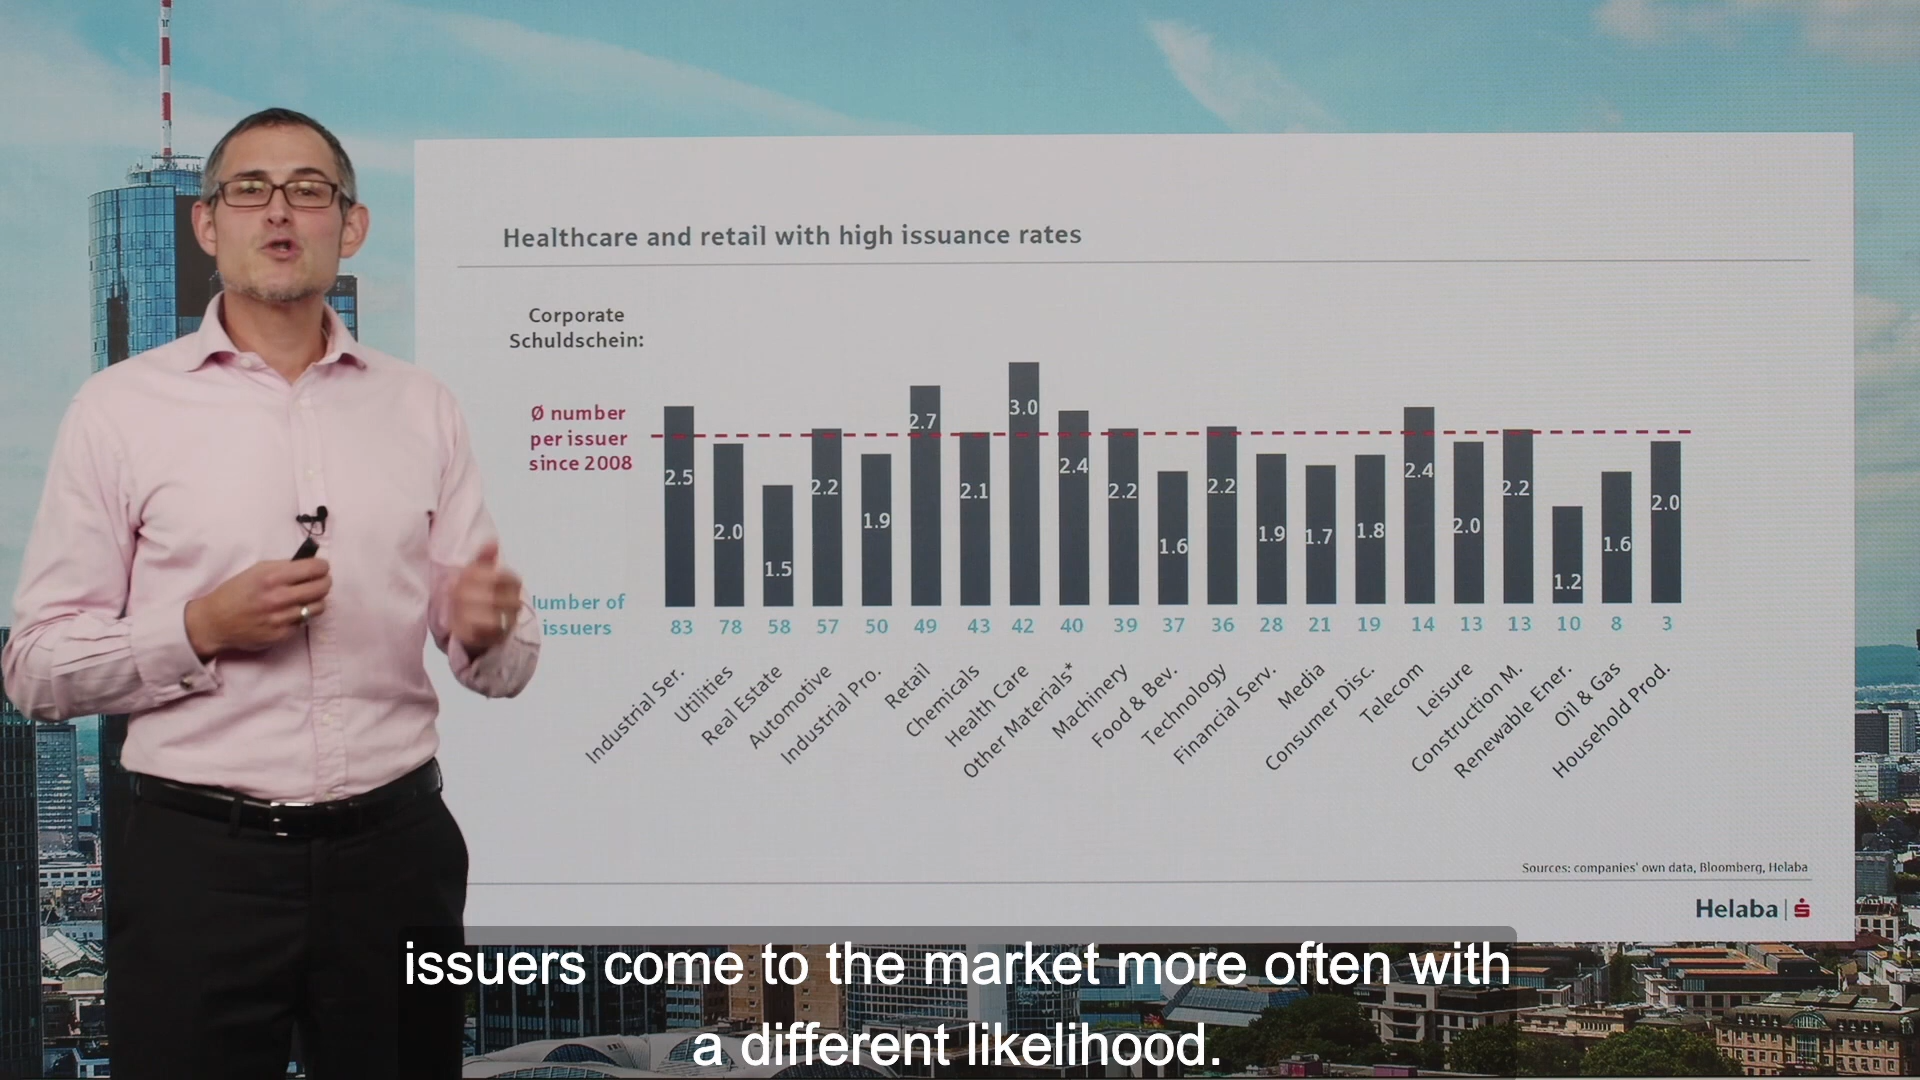 Healthcare and retail with high issuance rates
Corporate
Schuldschein:
Ø number
per issuer
since 2008
2.5 2.0 1.5 2.2 1.9 2.7 2.1 3.0 2.4 2.2 1.6 2.2 1.9 1.7 1.8 2.4 2.0 2.2 1.2 1.6 2.0
umber of
issuers
83 78 58 57 50 49 43 42 40 39 37 36 28 21 19 14 13 13 10 8 3
Industrial Ser.
Utilities
Real Estate
Automotive
Industrial Pro.
Retail
Chemicals
Health Care
Other Materials*
Machinery
Food & Bev.
Technology
Financial Serv.
Media
Consumer Disc.
Telecom
Leisure
Construction M.
Renewable Ener.
Oil & Gas
Household Prod.
Sources: companies' own data, Bloomberg, Helaba
Helaba
issuers come to the market more often with
a different likelihood.